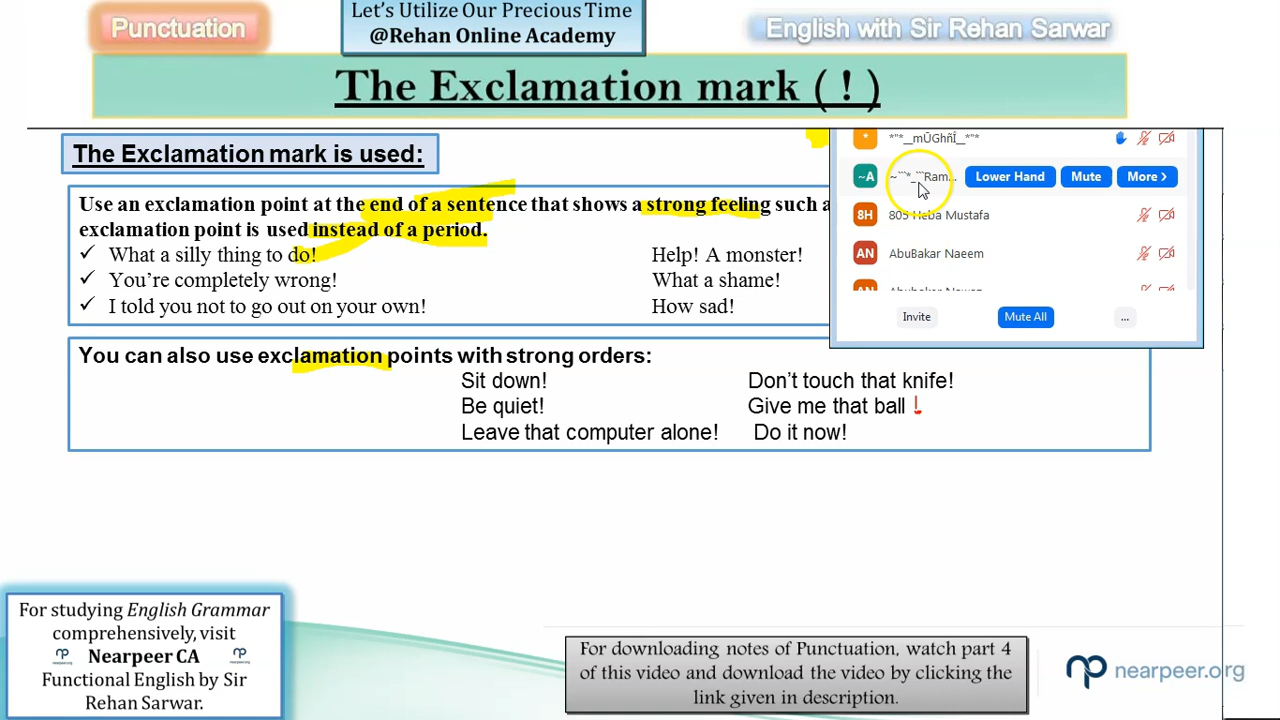 Punctuation
Let's Utilize Our Precious Time
@Rehan Online Academy
English with Sir Rehan Sarwar
The Exclamation mark ( ! )
The Exclamation mark is used:
Use an exclamation point at the end of a sentence that shows a strong feeling such a
exclamation point is used instead of a period.
✓ What a silly thing to do! Help! A monster!
✓ You're completely wrong! What a shame!
✓ I told you not to go out on your own! How sad!
* *"*__mŪGhñÎ__*"*
~A Ram... Lower Hand Mute More >
8H 805 Heba Mustafa
AN AbuBakar Naeem
Invite Mute All ...
You can also use exclamation points with strong orders:
Sit down! Don't touch that knife!
Be quiet! Give me that ball !
Leave that computer alone! Do it now!
For studying English Grammar
comprehensively, visit
Nearpeer CA
Functional English by Sir
Rehan Sarwar.
For downloading notes of Punctuation, watch part 4
of this video and download the video by clicking the
link given in description.
nearpeer.org